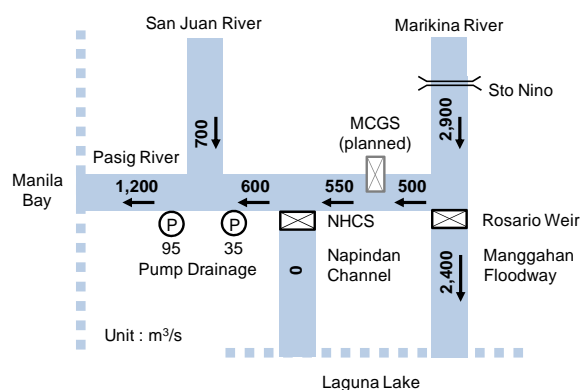 San Juan River
Marikina River
Sto Nino
2,900
MCGS
(planned)
700
Pasig River
Manila
Bay
1,200
600
550
500
P
P
NHCS
Rosario Weir
95
35
Pump Drainage
0
Napindan
Channel
2,400
Manggahan
Floodway
Unit : m³/s
Laguna Lake